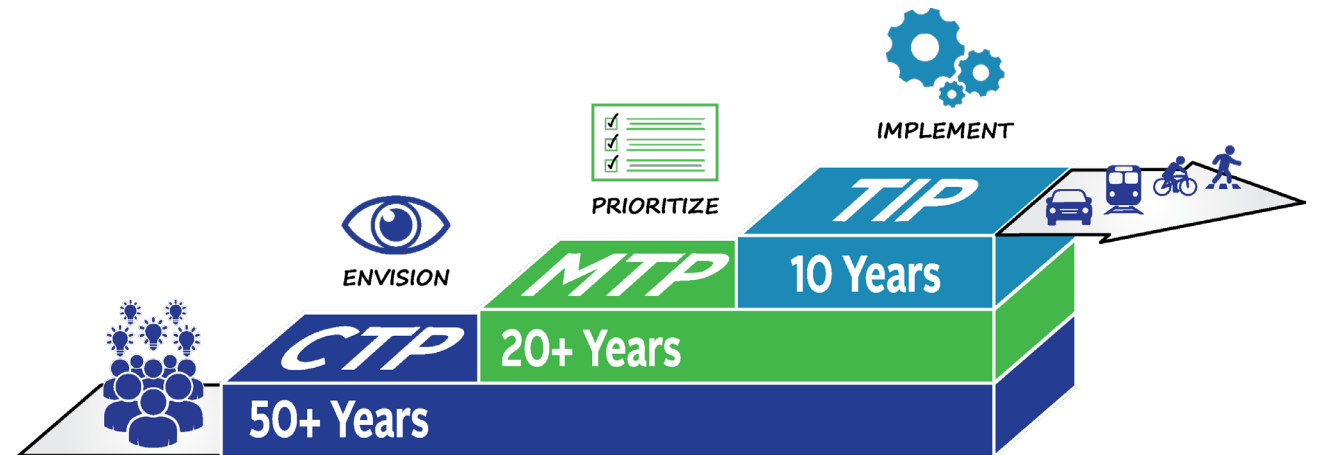 ENVISION
CTP
50+ Years
PRIORITIZE
MTP
20+ Years
IMPLEMENT
TIP
10 Years